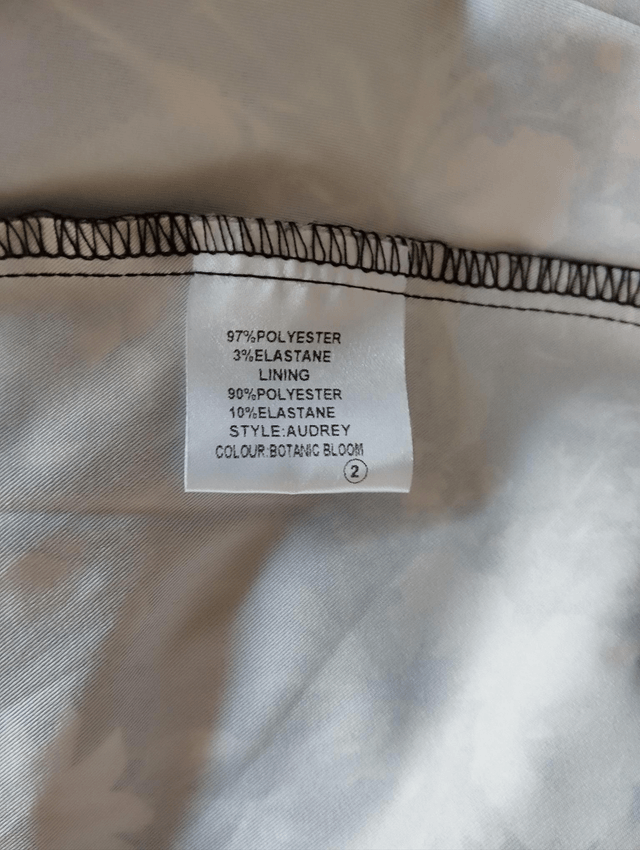 97%POLYESTER
3%ELASTANE
LINING
90%POLYESTER
10%ELASTANE
STYLE:AUDREY
COLOUR:BOTANIC BLOOM
2